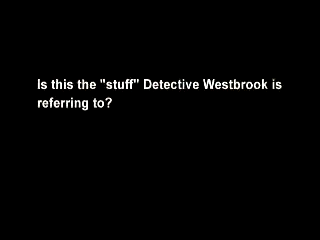 Is this the "stuff" Detective Westbrook is
referring to?